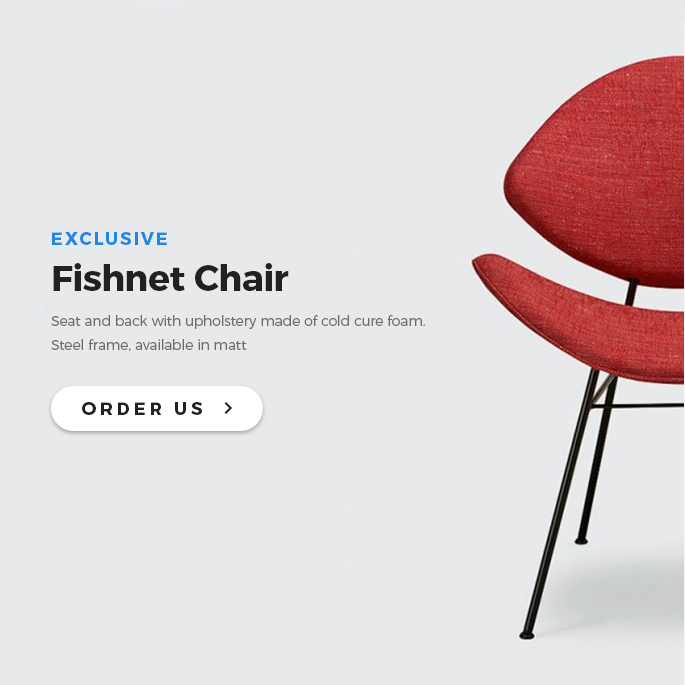 EXCLUSIVE
Fishnet Chair
Seat and back with upholstery made of cold cure foam.
Steel frame, available in matt
ORDER US